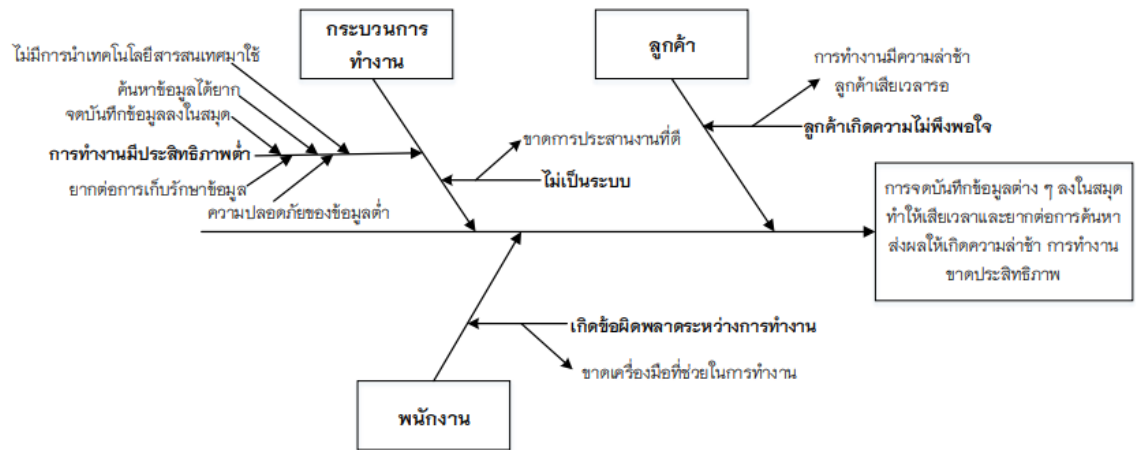 กระบวนการ
ทำงาน
ลูกค้า
ไม่มีการนำเทคโนโลยีสารสนเทศมาใช้
ค้นหาข้อมูลได้ยาก
จดบันทึกข้อมูลลงในสมุด
การทำงานมีประสิทธิภาพต่ำ
ยากต่อการเก็บรักษาข้อมูล
ความปลอดภัยของข้อมูลต่ำ
ขาดการประสานงานที่ดี
ไม่เป็นระบบ
การทำงานมีความล่าช้า
ลูกค้าเสียเวลารอ
ลูกค้าเกิดความไม่พึงพอใจ
การจดบันทึกข้อมูลต่าง ๆ ลงในสมุด
ทำให้เสียเวลาและยากต่อการค้นหา
ส่งผลให้เกิดความล่าช้า การทำงาน
ขาดประสิทธิภาพ
เกิดข้อผิดพลาดระหว่างการทำงาน
ขาดเครื่องมือที่ช่วยในการทำงาน
พนักงาน